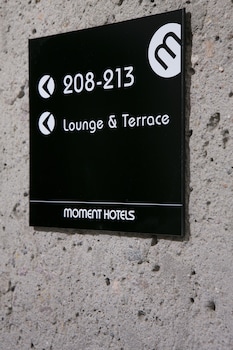 m
208-213
Lounge & Terrace
MOMENT HOTELS